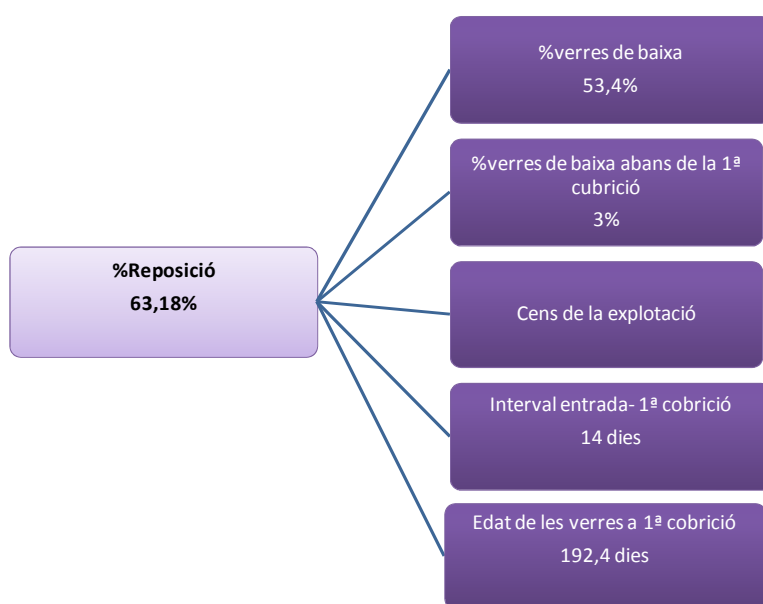 %verres de baixa
53,4%
%verres de baixa abans de la 1ª
cubrició
3%
%Reposició
63,18%
Cens de la explotació
Interval entrada- 1ª cobrició
14 dies
Edat de les verres a 1ª cobrició
192,4 dies